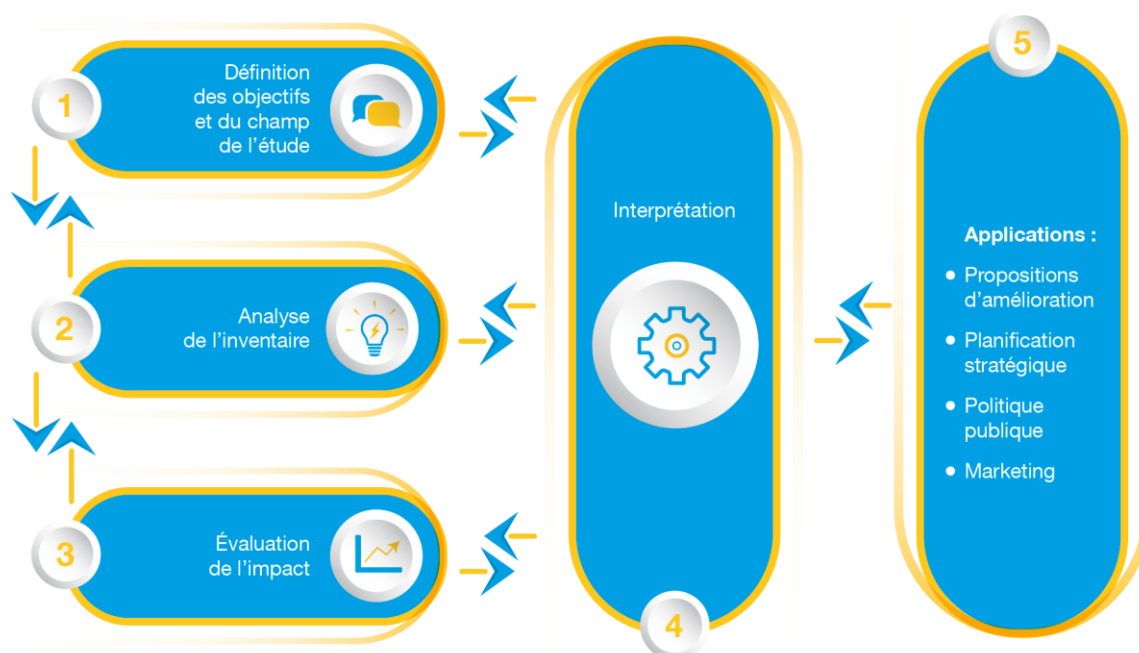 1
Définition
des objectifs
et du champ
de l’étude
2
Analyse
de l’inventaire
3
Évaluation
de l’impact
Interprétation
4
5
Applications :
• Propositions
d’amélioration
• Planification
stratégique
• Politique
publique
• Marketing